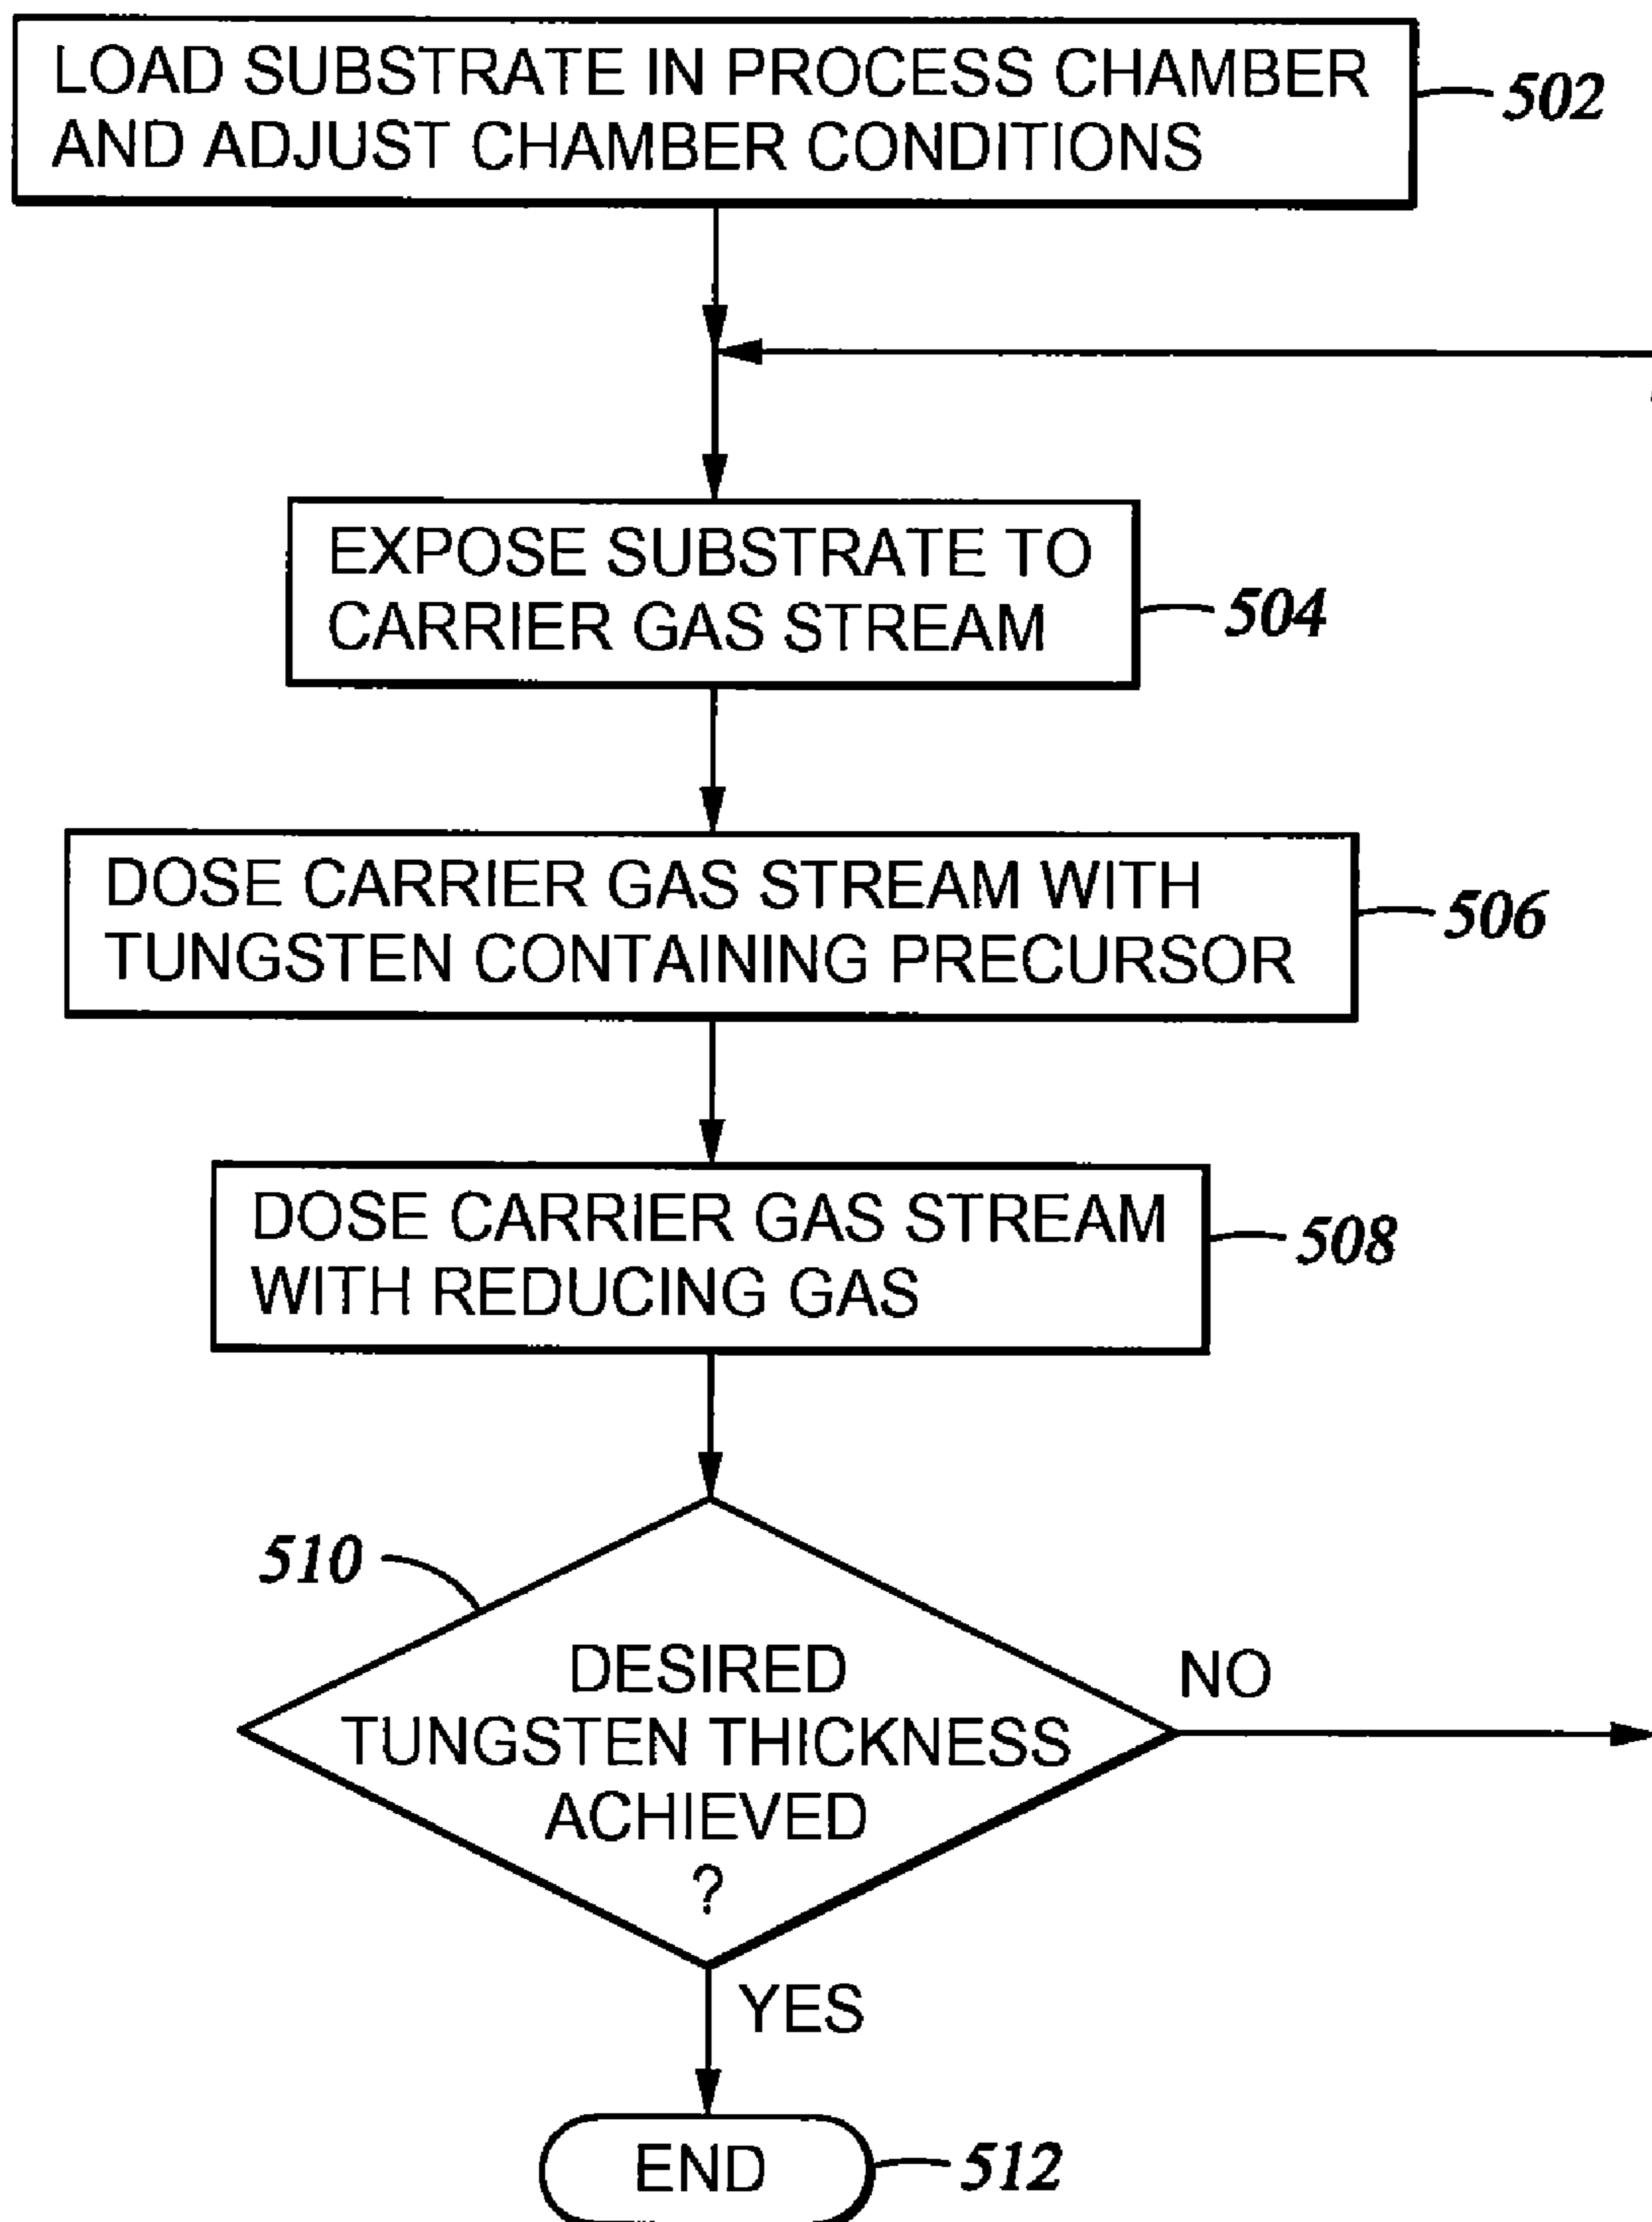 LOAD SUBSTRATE IN PROCESS CHAMBER
AND ADJUST CHAMBER CONDITIONS
502
EXPOSE SUBSTRATE TO
CARRIER GAS STREAM
504
DOSE CARRIER GAS STREAM WITH
TUNGSTEN CONTAINING PRECURSOR
506
DOSE CARRIER GAS STREAM
WITH REDUCING GAS
508
510
DESIRED
TUNGSTEN THICKNESS
ACHIEVED
?
NO
YES
END
512